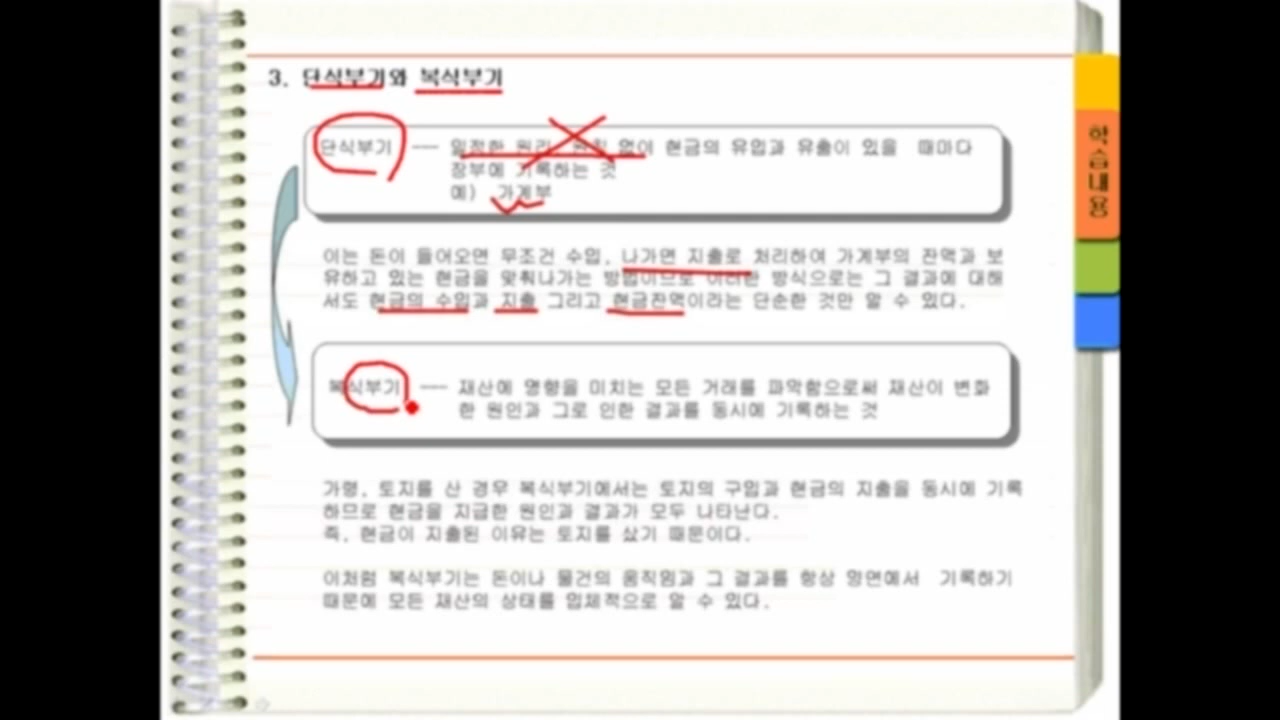 3. 단식부기와 복식부기
단식부기 --- 일정한 원리, 원칙 없이 현금의 유입과 유출이 있을 때마다
장부에 기록하는 것
예) 가계부
이는 돈이 들어오면 무조건 수입, 나가면 지출로 처리하여 가계부의 잔액과 보
유하고 있는 현금을 맞춰나가는 방법이므로 이러한 방식으로는 그 결과에 대해
서도 현금의 수입과 지출 그리고 현금잔액이라는 단순한 것만 알 수 있다.
복식부기 --- 재산에 영향을 미치는 모든 거래를 파악함으로써 재산이 변화
한 원인과 그로 인한 결과를 동시에 기록하는 것
가령, 토지를 산 경우 복식부기에서는 토지의 구입과 현금의 지출을 동시에 기록
하므로 현금을 지급한 원인과 결과가 모두 나타난다.
즉, 현금이 지출된 이유는 토지를 샀기 때문이다.
이처럼 복식부기는 돈이나 물건의 움직임과 그 결과를 항상 양면에서 기록하기
때문에 모든 재산의 상태를 입체적으로 알 수 있다.
학습내용